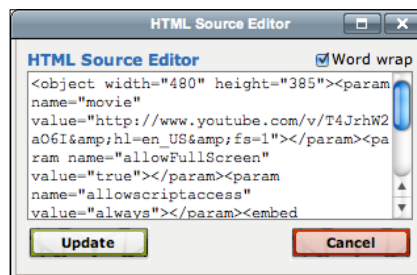 HTML Source Editor
HTML Source Editor
Word wrap
<object width="480" height="385"><param
name="movie"
value="http://www.youtube.com/v/T4JrhW2
aO6I&amp;hl=en_US&amp;fs=1"></param><pa
ram name="allowFullScreen"
value="true"></param><param
name="allowscriptaccess"
value="always"></param><embed
Update
Cancel